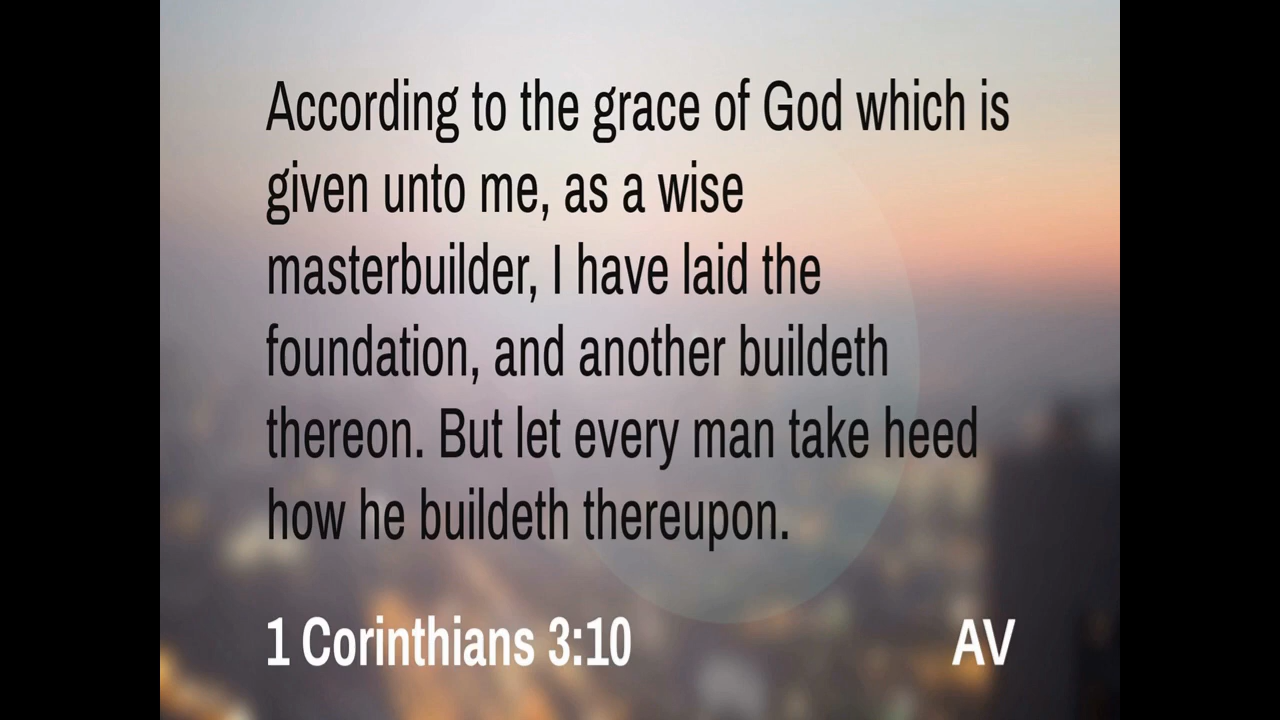 According to the grace of God which is
given unto me, as a wise
masterbuilder, I have laid the
foundation, and another buildeth
thereon. But let every man take heed
how he buildeth thereupon.
1 Corinthians 3:10 AV